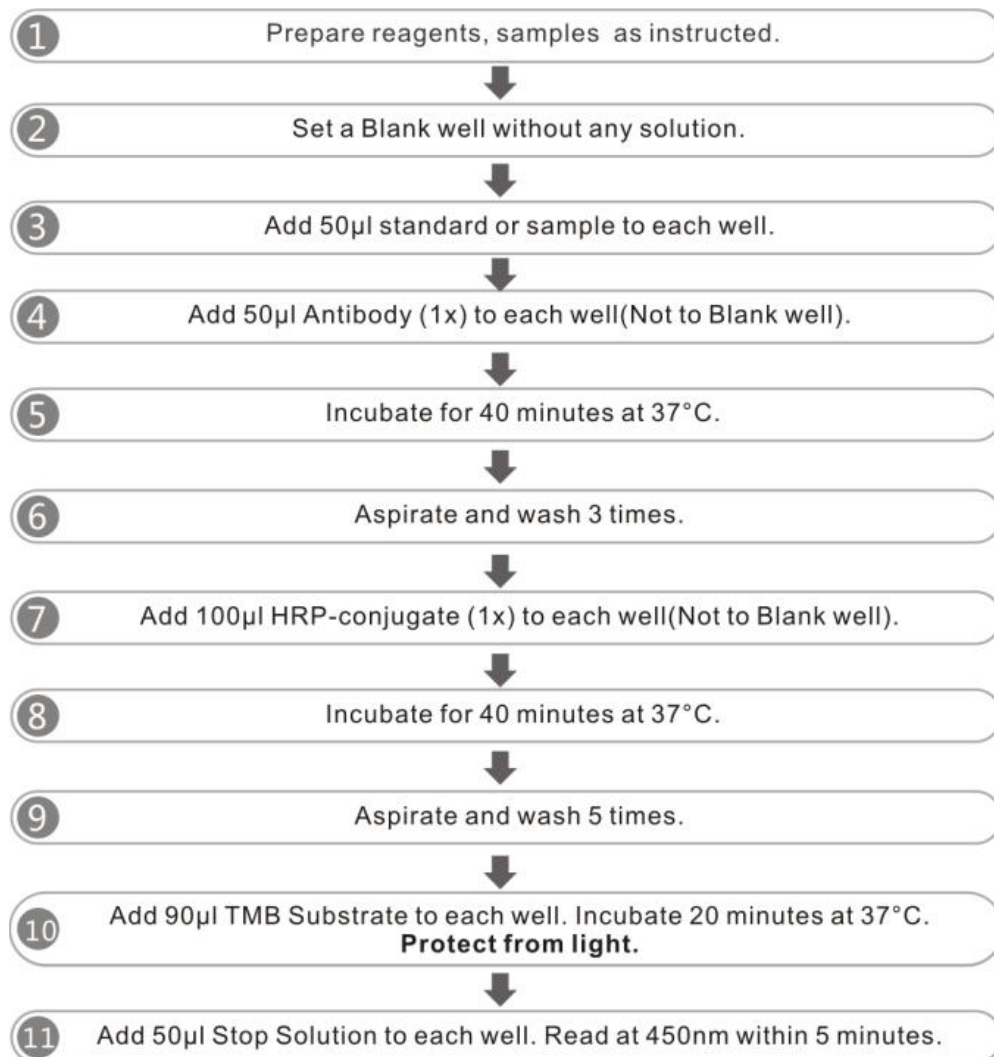 1 Prepare reagents, samples as instructed.
2 Set a Blank well without any solution.
3 Add 50µl standard or sample to each well.
4 Add 50µl Antibody (1x) to each well(Not to Blank well).
5 Incubate for 40 minutes at 37°C.
6 Aspirate and wash 3 times.
7 Add 100µl HRP-conjugate (1x) to each well(Not to Blank well).
8 Incubate for 40 minutes at 37°C.
9 Aspirate and wash 5 times.
10 Add 90µl TMB Substrate to each well. Incubate 20 minutes at 37°C.
Protect from light.
11 Add 50µl Stop Solution to each well. Read at 450nm within 5 minutes.